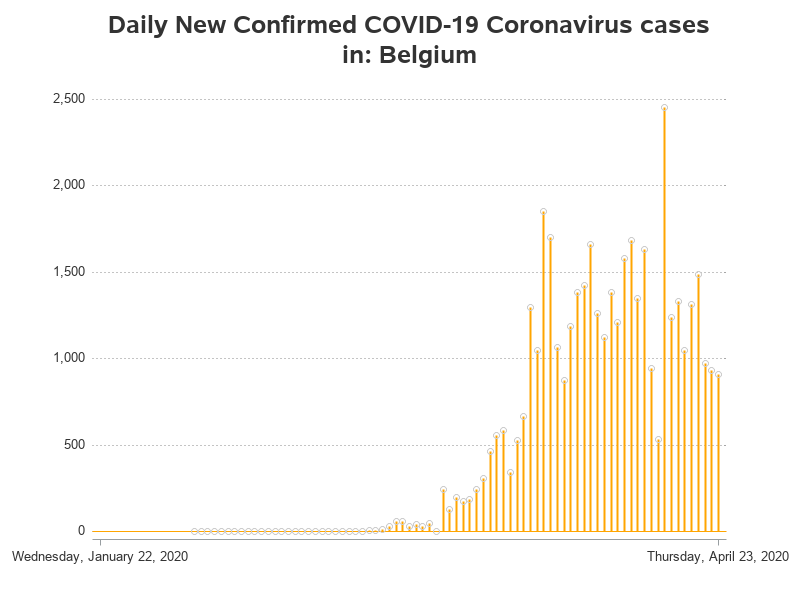 Daily New Confirmed COVID-19 Coronavirus cases
in: Belgium
2,500
2,000
1,500
1,000
500
0
Wednesday, January 22, 2020
Thursday, April 23, 2020